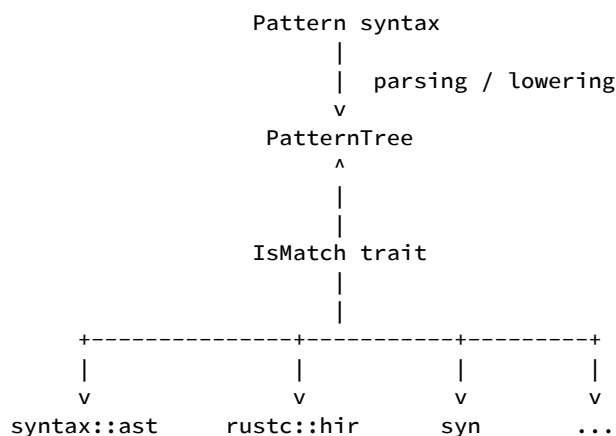 Pattern syntax
|
| parsing / lowering
v
PatternTree
^
|
|
IsMatch trait
|
|
+---------------+-----------+---------+
| | | |
v v v v
syntax::ast rustc::hir syn ...